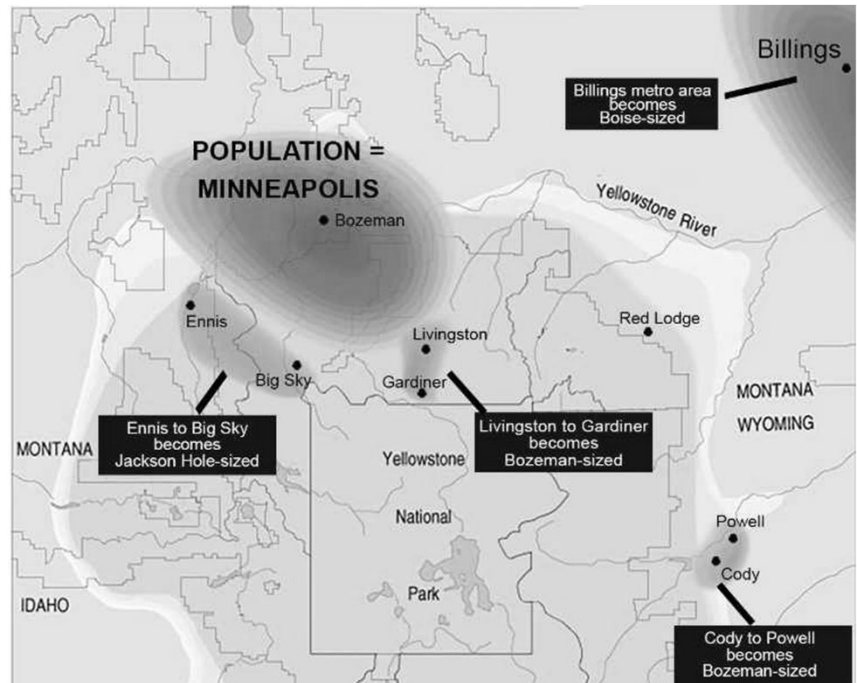 Billings
Billings metro area
becomes
Boise-sized
POPULATION =
MINNEAPOLIS
Bozeman
Yellowstone River
Ennis
Big Sky
Livingston
Gardiner
Red Lodge
Ennis to Big Sky
becomes
Jackson Hole-sized
Livingston to Gardiner
becomes
Bozeman-sized
MONTANA
WYOMING
MONTANA
IDAHO
Yellowstone
National
Park
Powell
Cody
Cody to Powell
becomes
Bozeman-sized